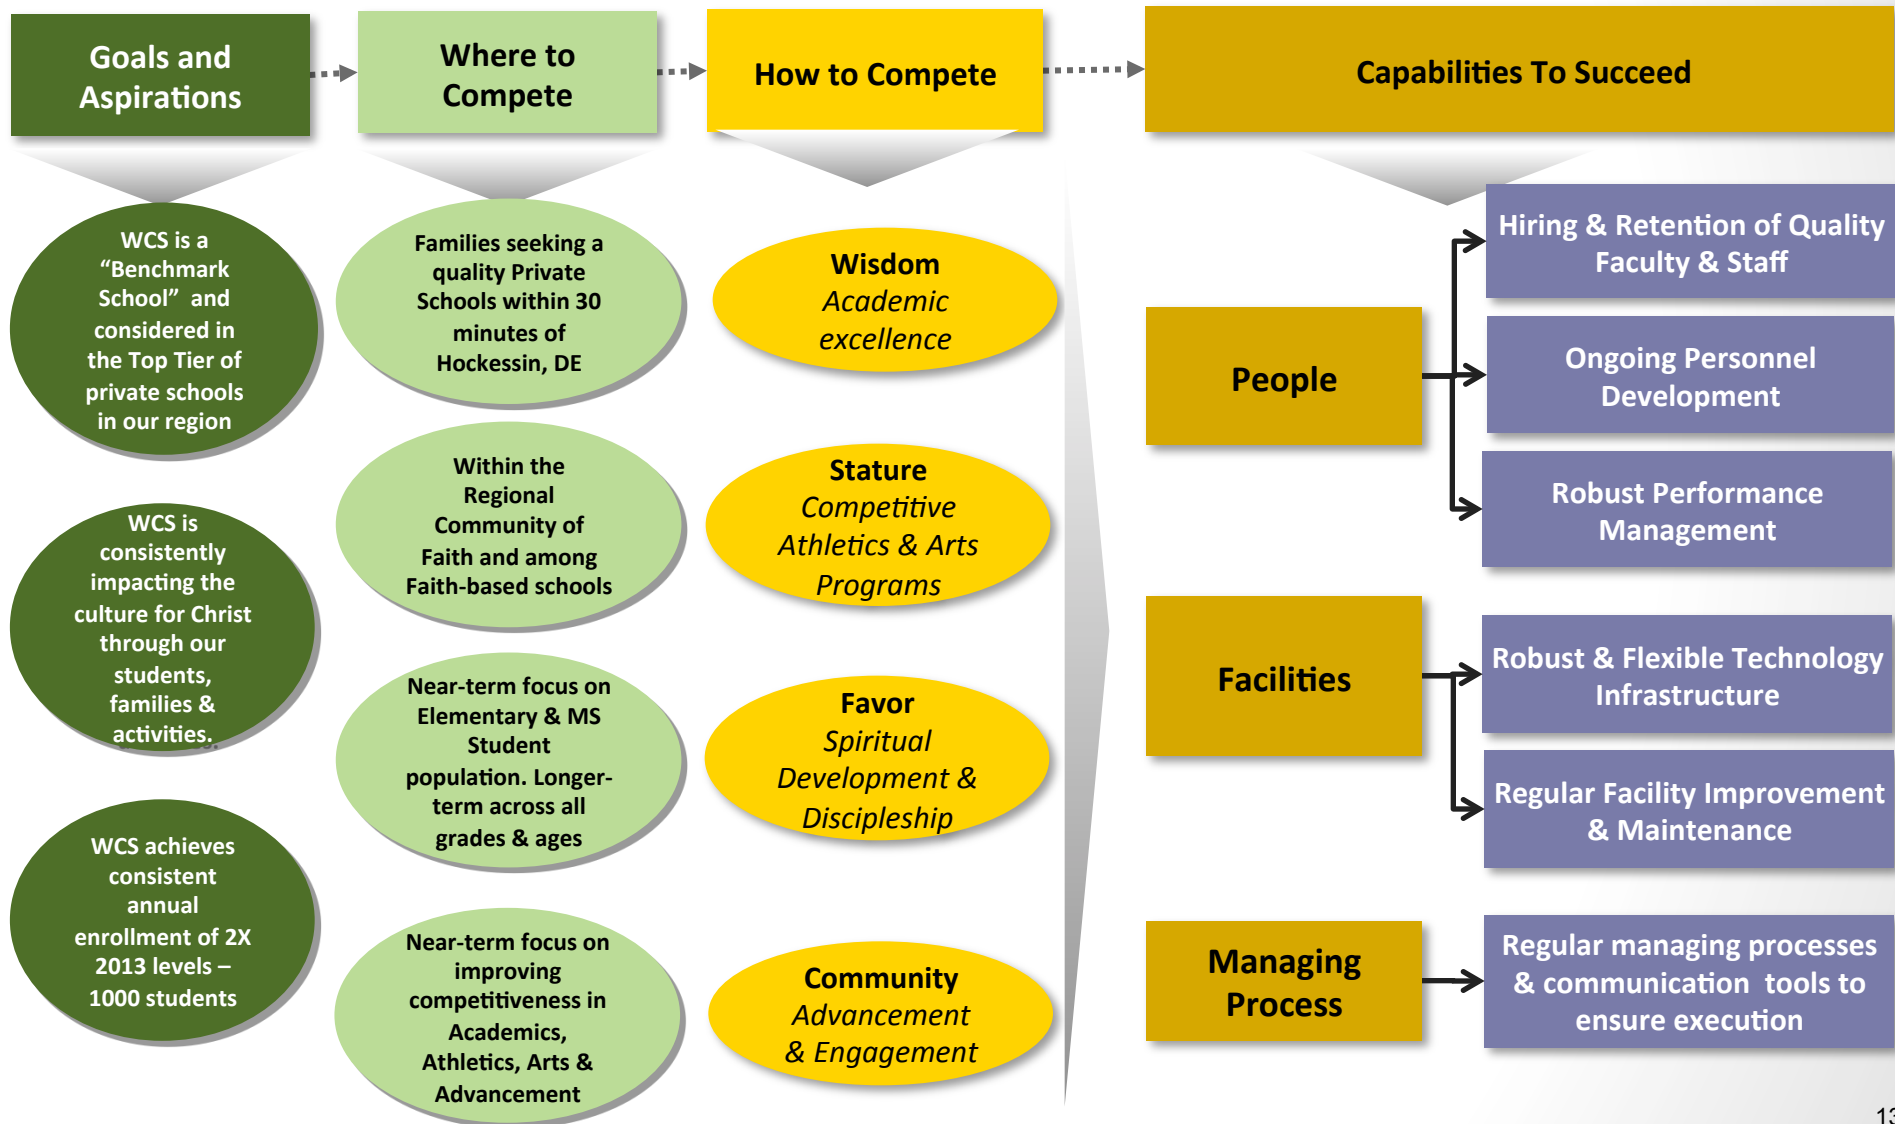 Goals and
Aspirations
Where to
Compete
How to Compete
Capabilities To Succeed
WCS is a
“Benchmark
School”  and
considered in
the Top Tier of
private schools
in our region
WCS is
consistently
impacting the
culture for Christ
through our
students,
families &
activities.
WCS achieves
consistent
annual
enrollment of 2X
2013 levels –
1000 students
Families seeking a
quality Private
Schools within 30
minutes of
Hockessin, DE
Within the
Regional
Community of
Faith and among
Faith-based schools
Near-term focus on
Elementary & MS
Student
population. Longer-
term across all
grades & ages
Near-term focus on
improving
competitiveness in
Academics,
Athletics, Arts &
Advancement
Wisdom
Academic
excellence
Stature
Competitive
Athletics & Arts
Programs
Favor
Spiritual
Development &
Discipleship
Community
Advancement
& Engagement
People
Hiring & Retention of Quality
Faculty & Staff
Ongoing Personnel
Development
Robust Performance
Management
Facilities
Robust & Flexible Technology
Infrastructure
Regular Facility Improvement
& Maintenance
Managing
Process
Regular managing processes
& communication  tools to
ensure execution
13